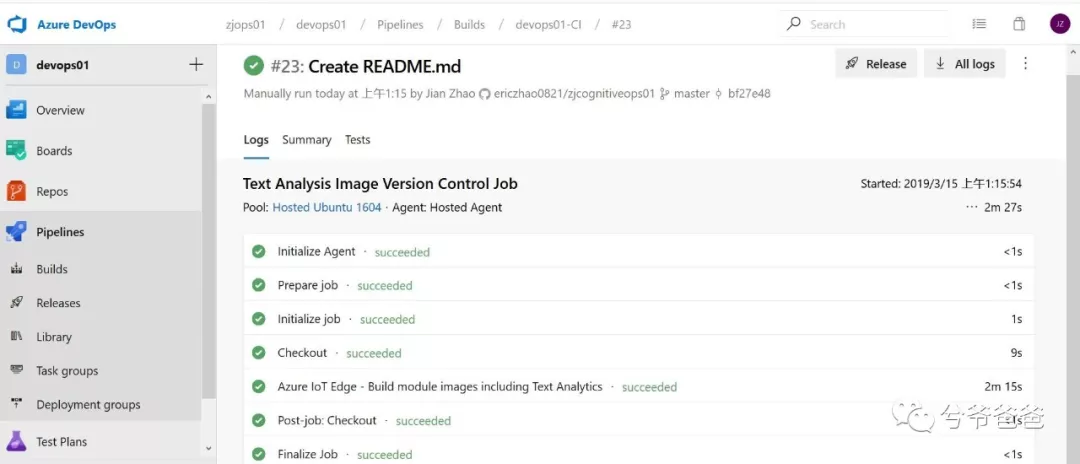 Azure DevOps
zjops01 / devops01 / Pipelines / Builds / devops01-CI / #23
Search
JZ
D devops01
Overview
Boards
Repos
Pipelines
Builds
Releases
Library
Task groups
Deployment groups
Test Plans
#23: Create README.md
Release
All logs
Manually run today at 上午1:15 by Jian Zhao ericzhao0821/zjcognitiveops01 master bf27e48
Logs Summary Tests
Text Analysis Image Version Control Job
Started: 2019/3/15 上午1:15:54
Pool: Hosted Ubuntu 1604 · Agent: Hosted Agent
··· 2m 27s
Initialize Agent · succeeded <1s
Prepare job · succeeded <1s
Initialize job · succeeded 1s
Checkout · succeeded 9s
Azure IoT Edge - Build module images including Text Analytics · succeeded 2m 15s
Post-job: Checkout · succeeded <1s
Finalize Job · succeeded <1s
兮爷爸爸